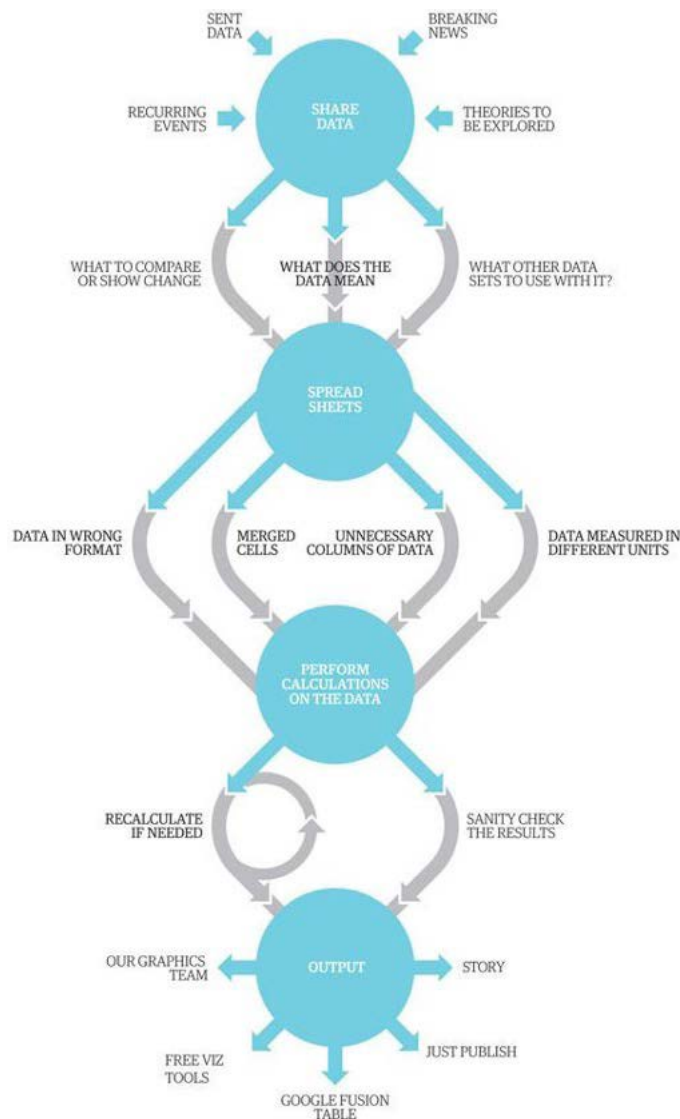 SENT
DATA
BREAKING
NEWS
RECURRING
EVENTS
SHARE
DATA
THEORIES TO
BE EXPLORED
WHAT TO COMPARE
OR SHOW CHANGE
WHAT DOES THE
DATA MEAN
WHAT OTHER DATA
SETS TO USE WITH IT?
SPREAD
SHEETS
DATA IN WRONG
FORMAT
MERGED
CELLS
UNNECESSARY
COLUMNS OF DATA
DATA MEASURED IN
DIFFERENT UNITS
PERFORM
CALCULATIONS
ON THE DATA
RECALCULATE
IF NEEDED
SANITY CHECK
THE RESULTS
OUR GRAPHICS
TEAM
OUTPUT
STORY
FREE VIZ
TOOLS
JUST PUBLISH
GOOGLE FUSION
TABLE